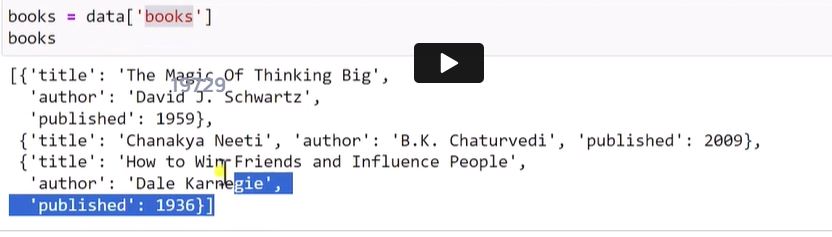 books = data['books']
books
[{'title': 'The Magic Of Thinking Big',
19729
'author': 'David J. Schwartz',
'published': 1959},
{'title': 'Chanakya Neeti', 'author': 'B.K. Chaturvedi', 'published': 2009},
{'title': 'How to Win Friends and Influence People',
'author': 'Dale Karnegie',
'published': 1936}]